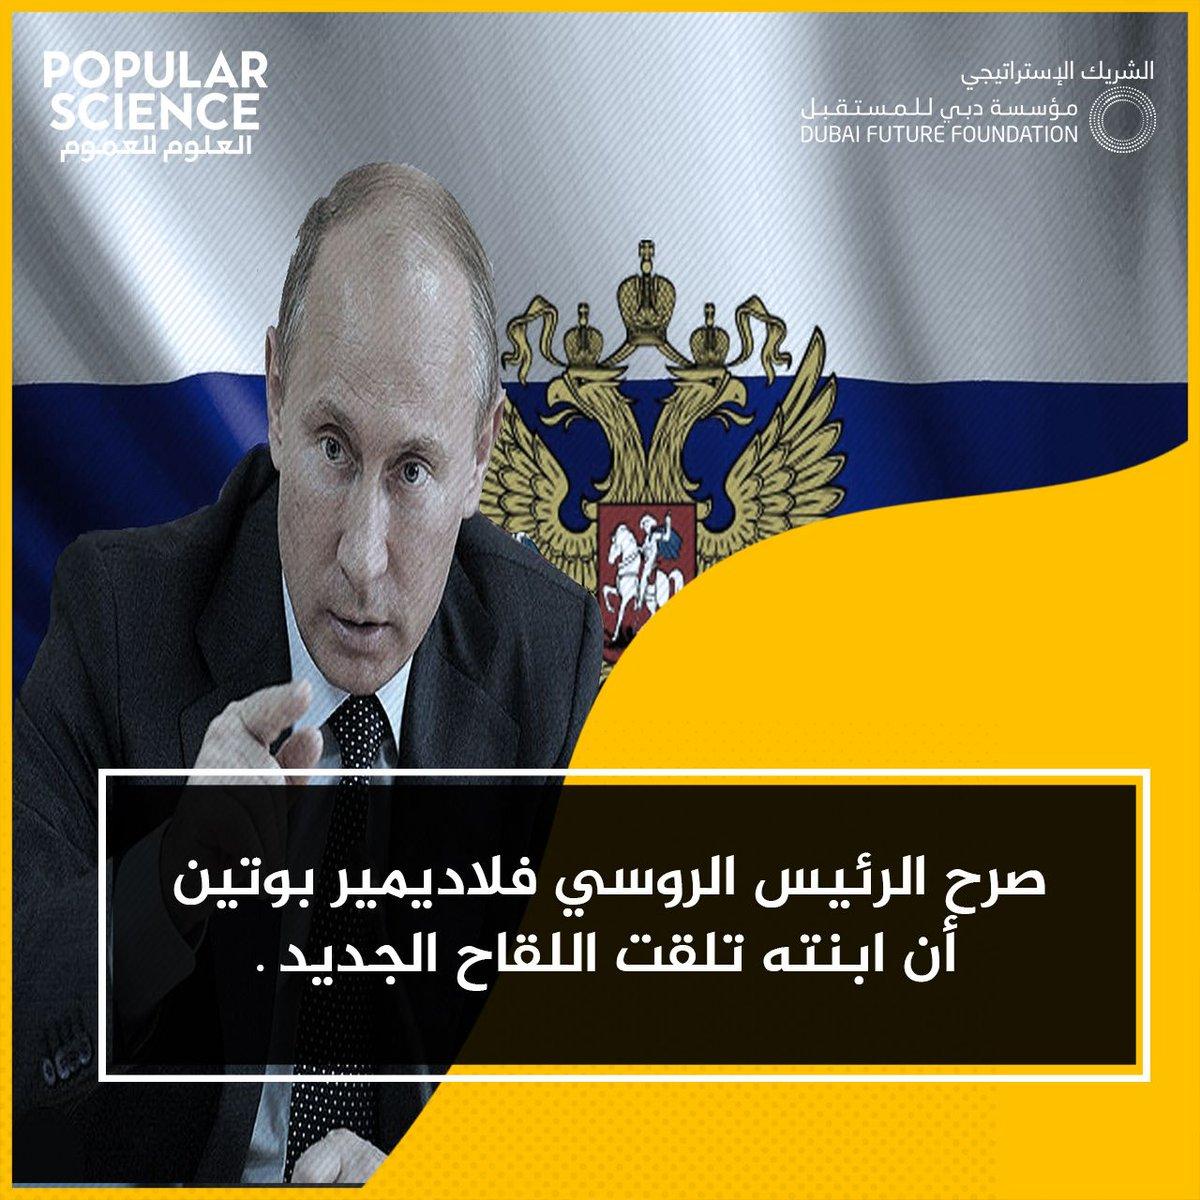 POPULAR
SCIENCE
العلوم للعموم
الشريك الإستراتيجي
مؤسسة دبي للمستقبل
DUBAI FUTURE FOUNDATION
صرح الرئيس الروسي فلاديمير بوتين
أن ابنته تلقت اللقاح الجديد .